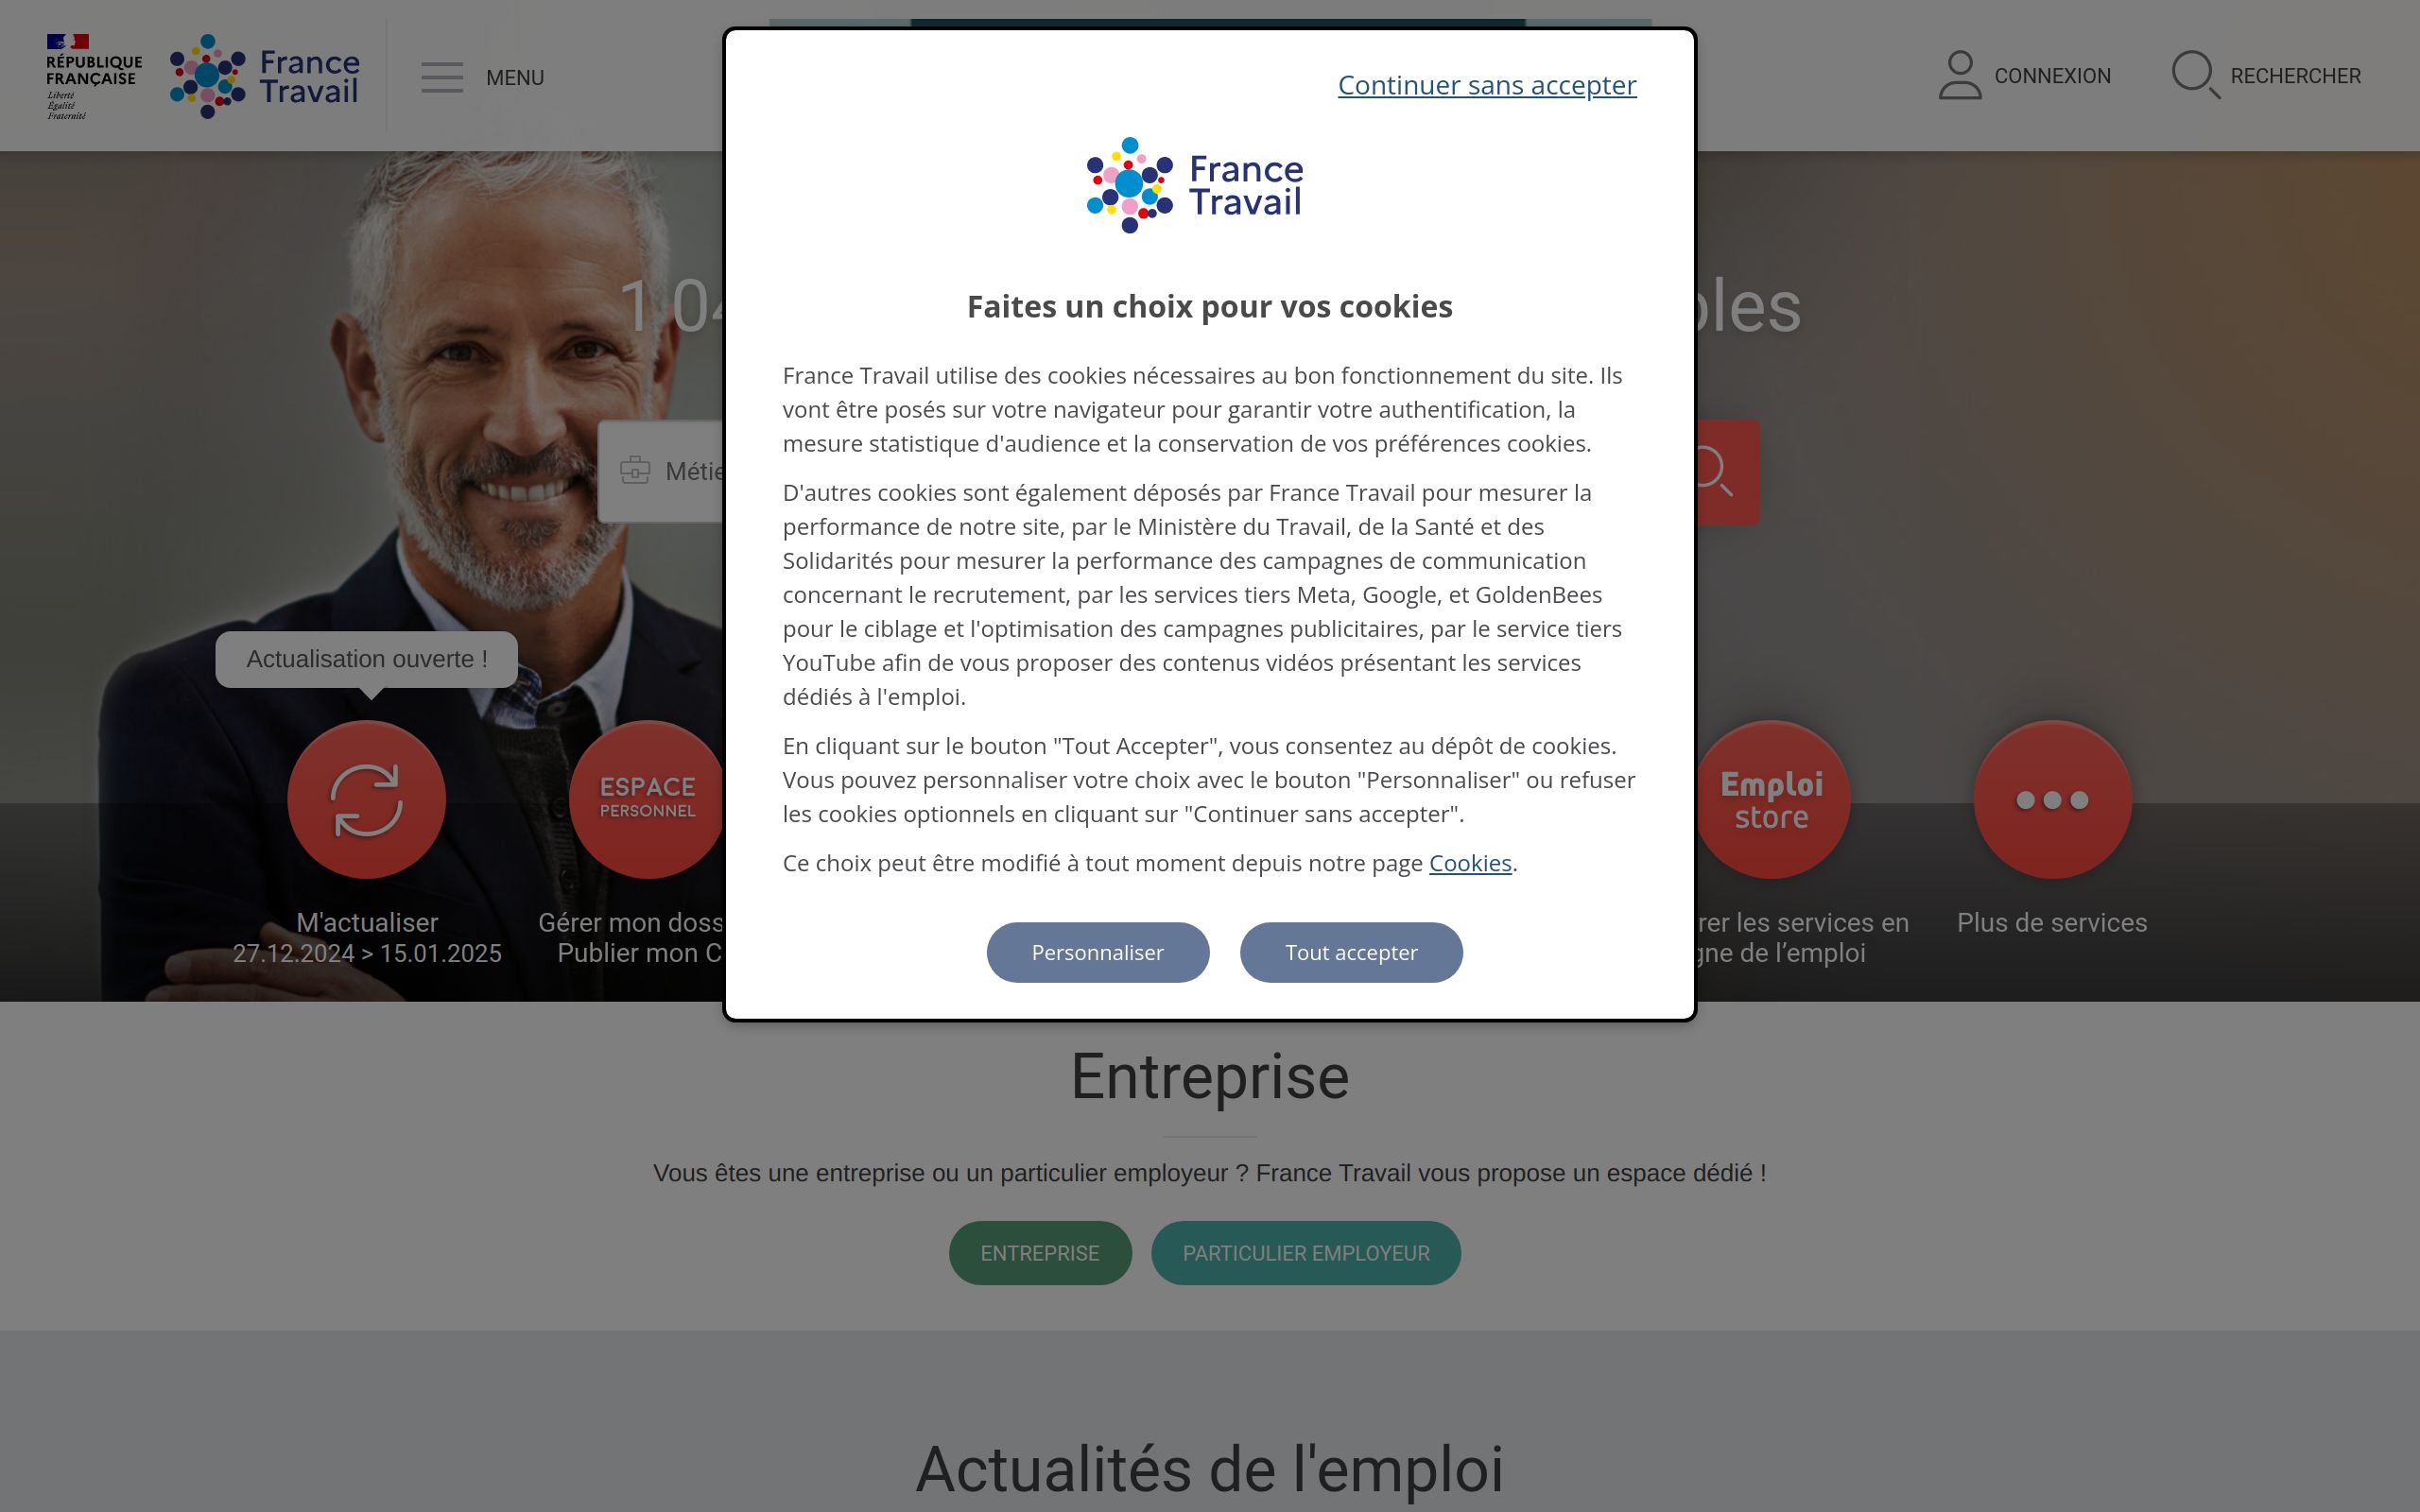 RÉPUBLIQUE
FRANÇAISE
Liberté
Égalité
Fraternité
France
Travail
MENU
CONNEXION
RECHERCHER
Continuer sans accepter
France
Travail
Faites un choix pour vos cookies
France Travail utilise des cookies nécessaires au bon fonctionnement du site. Ils
vont être posés sur votre navigateur pour garantir votre authentification, la
mesure statistique d'audience et la conservation de vos préférences cookies.
D'autres cookies sont également déposés par France Travail pour mesurer la
performance de notre site, par le Ministère du Travail, de la Santé et des
Solidarités pour mesurer la performance des campagnes de communication
concernant le recrutement, par les services tiers Meta, Google, et GoldenBees
pour le ciblage et l'optimisation des campagnes publicitaires, par le service tiers
YouTube afin de vous proposer des contenus vidéos présentant les services
dédiés à l'emploi.
En cliquant sur le bouton "Tout Accepter", vous consentez au dépôt de cookies.
Vous pouvez personnaliser votre choix avec le bouton "Personnaliser" ou refuser
les cookies optionnels en cliquant sur "Continuer sans accepter".
Ce choix peut être modifié à tout moment depuis notre page Cookies.
Personnaliser
Tout accepter
1 04
bles
Métie
Actualisation ouverte !
ESPACE
PERSONNEL
Emploi
store
M'actualiser
27.12.2024 > 15.01.2025
Gérer mon doss
Publier mon C
rer les services en
gne de l’emploi
Plus de services
Entreprise
Vous êtes une entreprise ou un particulier employeur ? France Travail vous propose un espace dédié !
ENTREPRISE
PARTICULIER EMPLOYEUR
Actualités de l'emploi